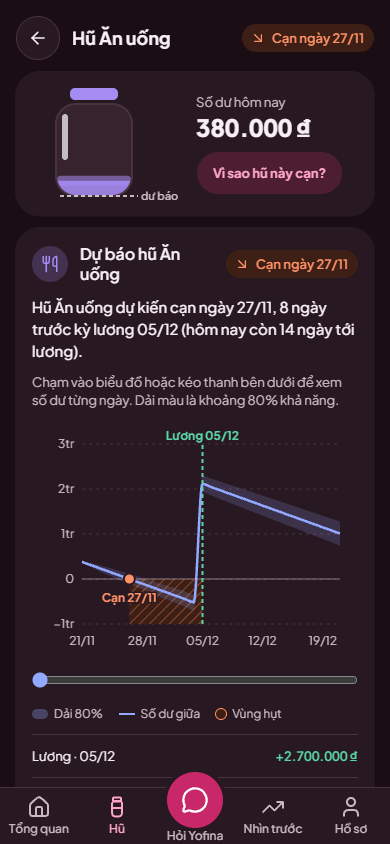 Hũ Ăn uống
Cạn ngày 27/11
Số dư hôm nay
380.000 ₫
Vì sao hũ này cạn?
dự báo
Dự báo hũ Ăn
uống
Cạn ngày 27/11
Hũ Ăn uống dự kiến cạn ngày 27/11, 8 ngày
trước kỳ lương 05/12 (hôm nay còn 14 ngày tới
lương).
Chạm vào biểu đồ hoặc kéo thanh bên dưới để xem
số dư từng ngày. Dải màu là khoảng 80% khả năng.
Lương 05/12
3tr
2tr
1tr
0
Cạn 27/11
−1tr
21/11 28/11 05/12 12/12 19/12
Dải 80% Số dư giữa Vùng hụt
Lương · 05/12 +2.700.000 ₫
Tổng quan Hũ Hỏi Yofina Nhìn trước Hồ sơ